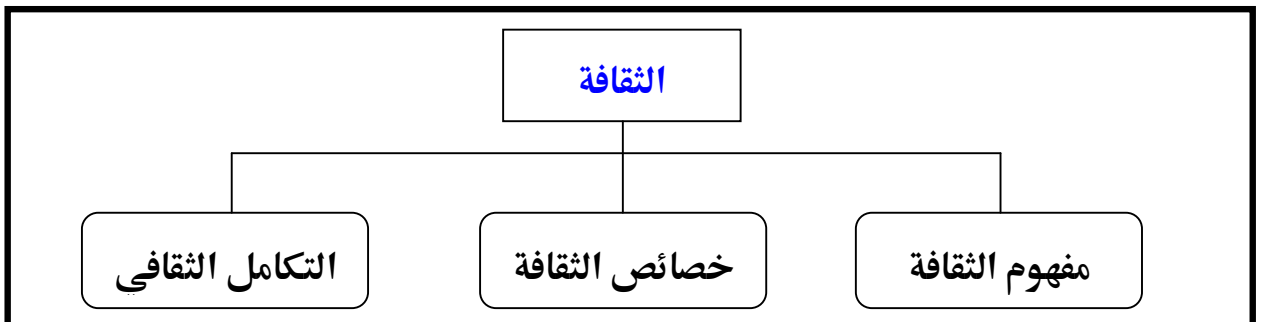 الثقافة
مفهوم الثقافة
خصائص الثقافة
التكامل الثقافي